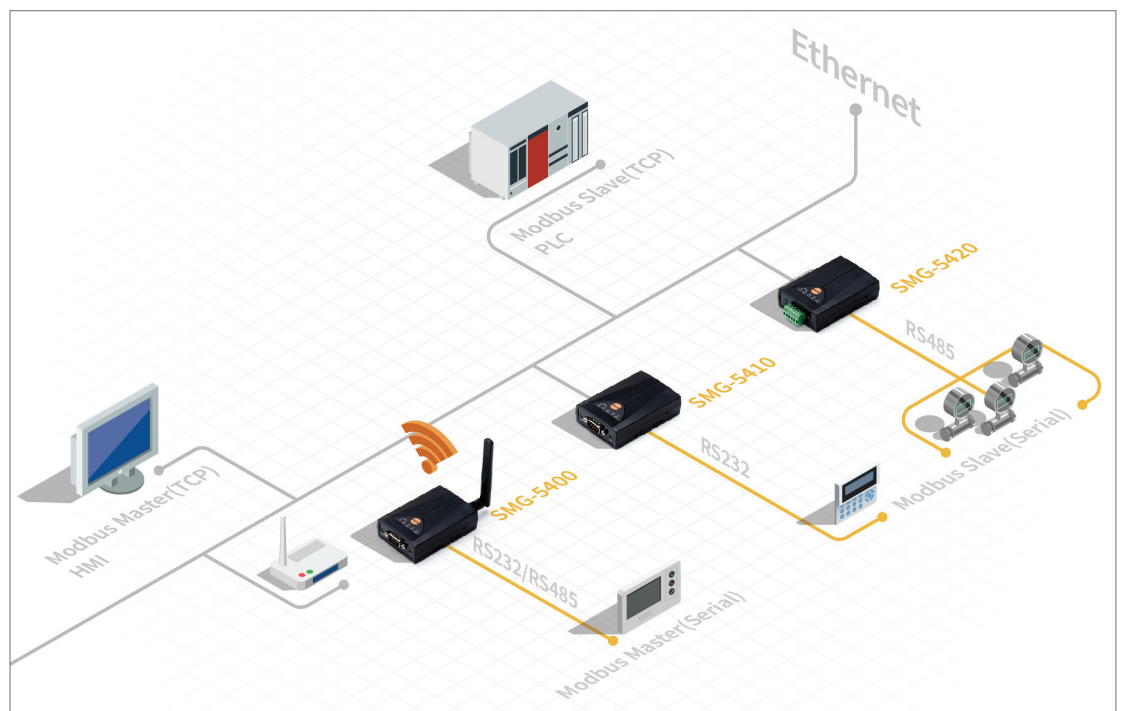 Ethernet
Modbus Slave(TCP)
PLC
SMG-5420
RS485
SMG-5410
RS232
Modbus Slave(Serial)
Modbus Master(TCP)
HMI
SMG-5400
RS232/RS485
Modbus Master(Serial)